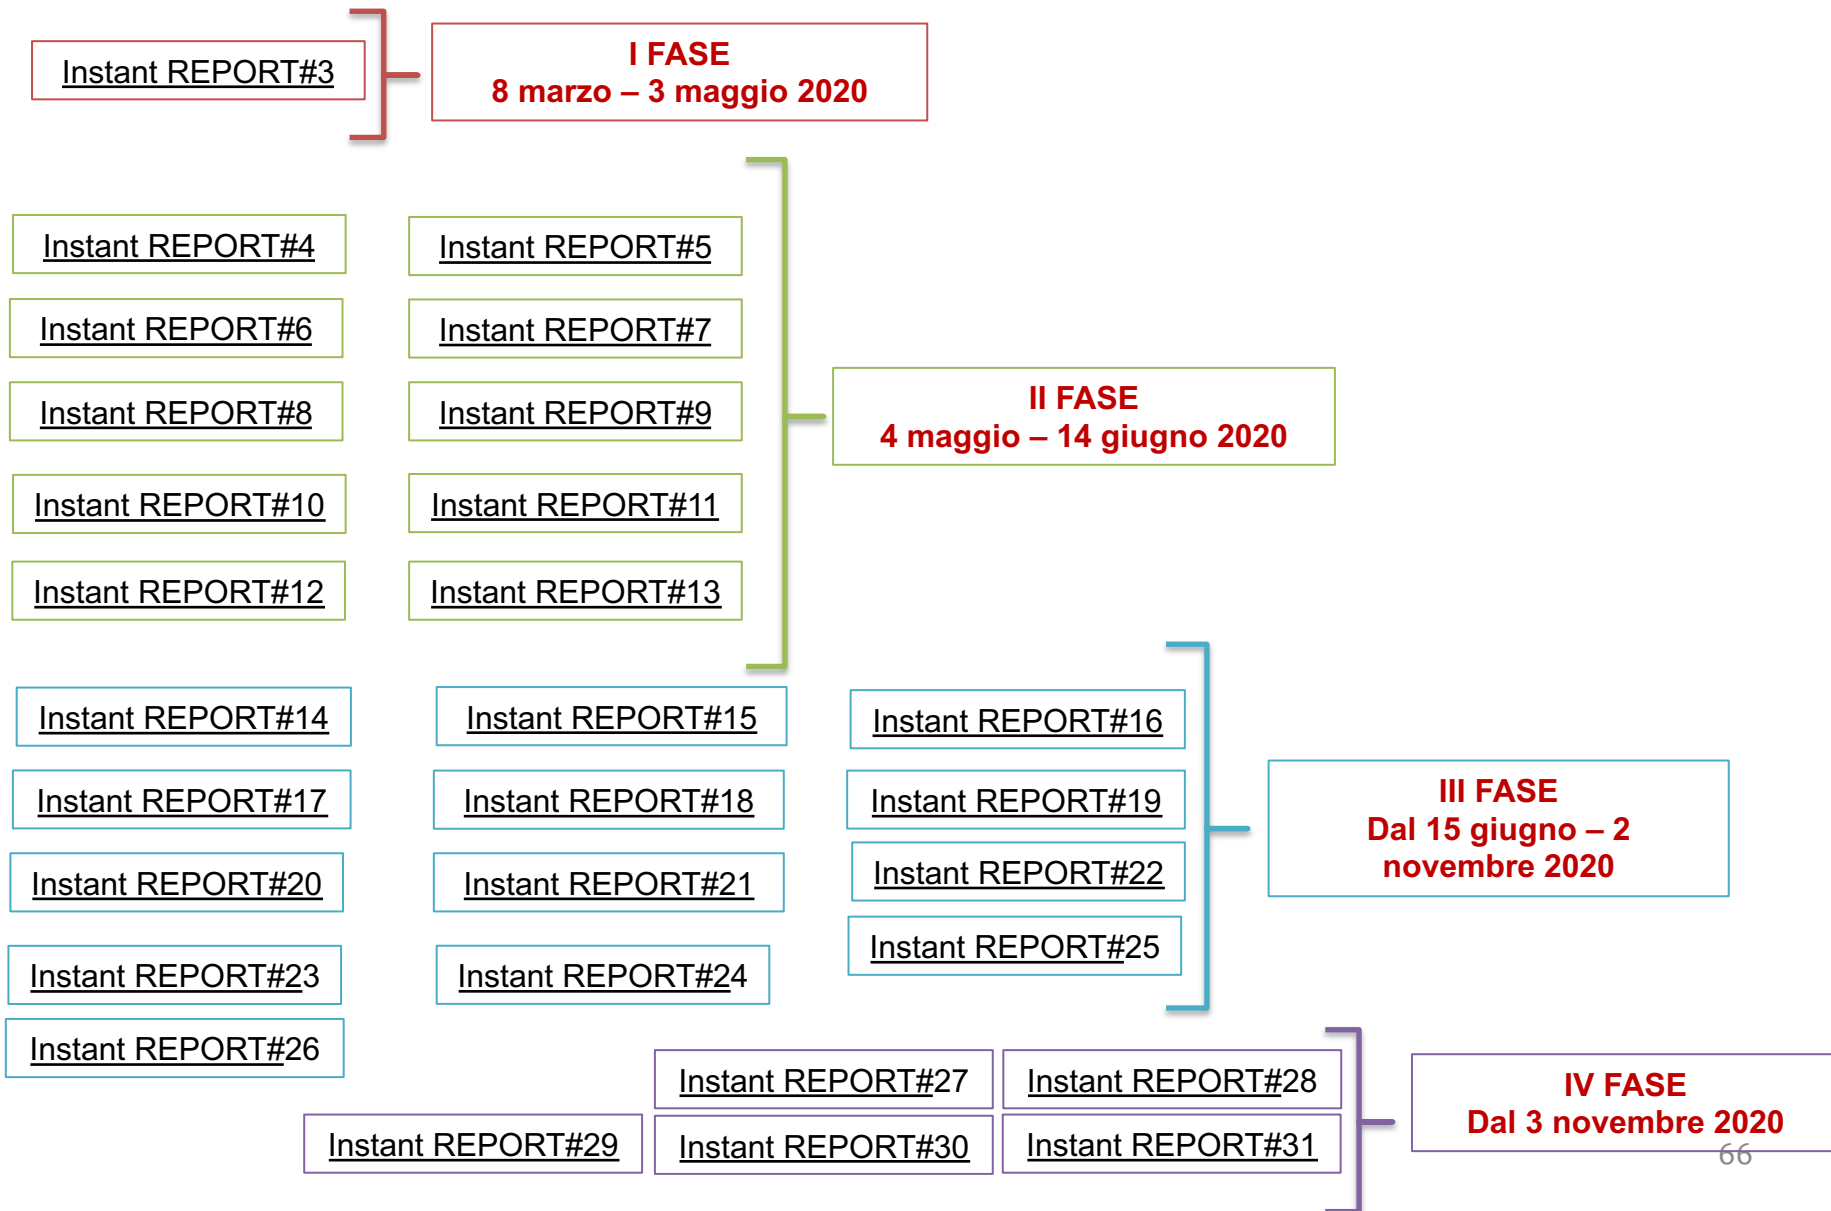 Instant REPORT#3
I FASE
8 marzo – 3 maggio 2020
Instant REPORT#4
Instant REPORT#5
Instant REPORT#6
Instant REPORT#7
Instant REPORT#8
Instant REPORT#9
II FASE
4 maggio – 14 giugno 2020
Instant REPORT#10
Instant REPORT#11
Instant REPORT#12
Instant REPORT#13
Instant REPORT#14
Instant REPORT#15
Instant REPORT#16
Instant REPORT#17
Instant REPORT#18
Instant REPORT#19
III FASE
Dal 15 giugno – 2
novembre 2020
Instant REPORT#20
Instant REPORT#21
Instant REPORT#22
Instant REPORT#23
Instant REPORT#24
Instant REPORT#25
Instant REPORT#26
Instant REPORT#27
Instant REPORT#28
IV FASE
Dal 3 novembre 2020
Instant REPORT#29
Instant REPORT#30
Instant REPORT#31
66